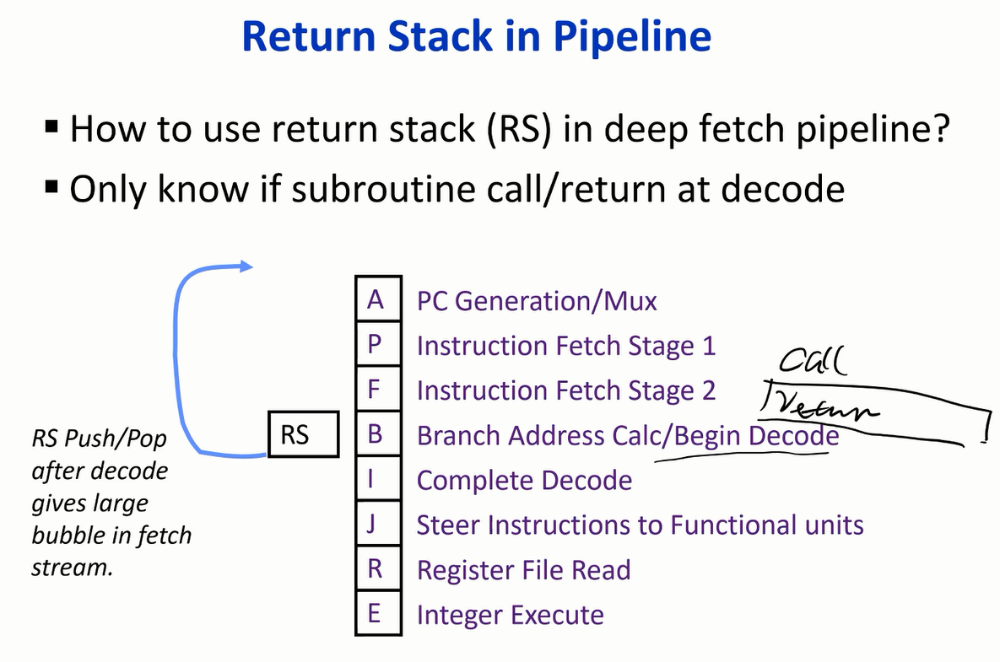 Return Stack in Pipeline
▪ How to use return stack (RS) in deep fetch pipeline?
▪ Only know if subroutine call/return at decode
A PC Generation/Mux
P Instruction Fetch Stage 1
F Instruction Fetch Stage 2
Call
return
RS
B Branch Address Calc/Begin Decode
I Complete Decode
J Steer Instructions to Functional units
R Register File Read
E Integer Execute
RS Push/Pop
after decode
gives large
bubble in fetch
stream.